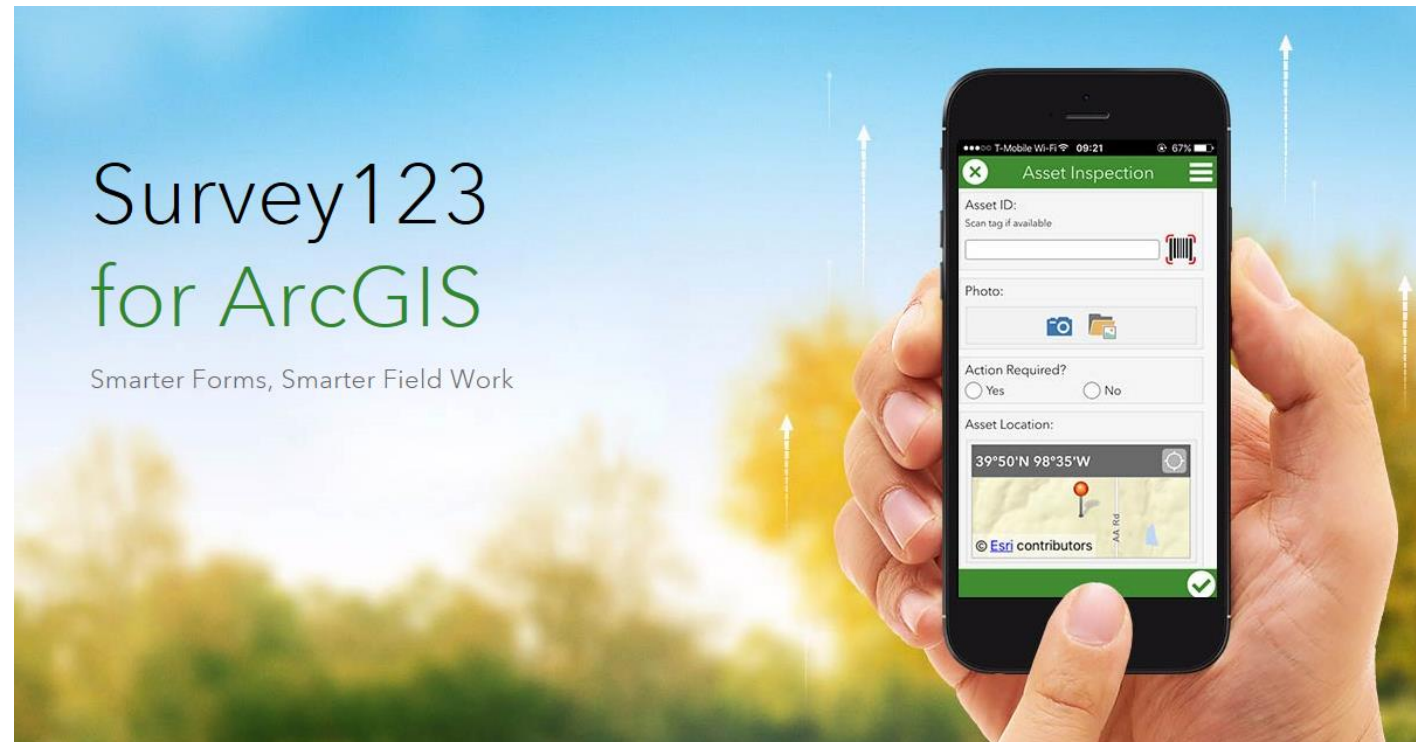 Survey123
for ArcGIS
Smarter Forms, Smarter Field Work
T-Mobile Wi-Fi 09:21 67%
Asset Inspection
Asset ID:
Scan tag if available
Photo:
Action Required?
Yes No
Asset Location:
39°50'N 98°35'W
AA Rd
© Esri contributors